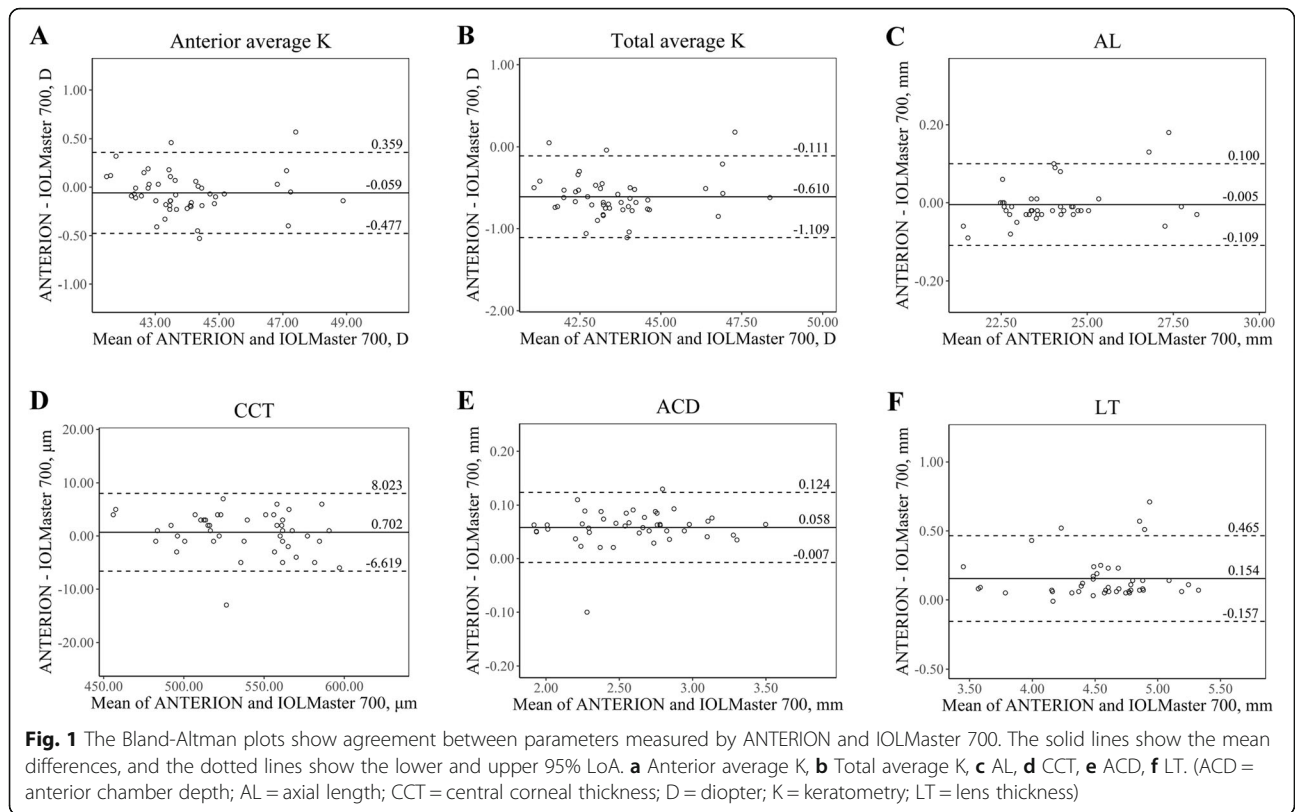 A
Anterior average K
ANTERION - IOLMaster 700, D
1.00
0.50
0.00
-0.50
-1.00
0.359
-0.059
-0.477
43.00 45.00 47.00 49.00
Mean of ANTERION and IOLMaster 700, D
B
Total average K
ANTERION - IOLMaster 700, D
1.00
0.00
-1.00
-2.00
-0.111
-0.610
-1.109
42.50 45.00 47.50 50.00
Mean of ANTERION and IOLMaster 700, D
C
AL
ANTERION - IOLMaster 700, mm
0.20
0.00
-0.20
0.100
-0.005
-0.109
22.50 25.00 27.50 30.00
Mean of ANTERION and IOLMaster 700, mm
D
CCT
ANTERION - IOLMaster 700, μm
20.00
10.00
0.00
-10.00
-20.00
8.023
0.702
-6.619
450.00 500.00 550.00 600.00
Mean of ANTERION and IOLMaster 700, μm
E
ACD
ANTERION - IOLMaster 700, mm
0.20
0.10
0.00
-0.10
-0.20
0.124
0.058
-0.007
2.00 2.50 3.00 3.50
Mean of ANTERION and IOLMaster 700, mm
F
LT
ANTERION - IOLMaster 700, mm
1.00
0.50
0.00
-0.50
0.465
0.154
-0.157
3.50 4.00 4.50 5.00 5.50
Mean of ANTERION and IOLMaster 700, mm
Fig. 1 The Bland-Altman plots show agreement between parameters measured by ANTERION and IOLMaster 700. The solid lines show the mean
differences, and the dotted lines show the lower and upper 95% LoA. a Anterior average K, b Total average K, c AL, d CCT, e ACD, f LT. (ACD =
anterior chamber depth; AL = axial length; CCT = central corneal thickness; D = diopter; K = keratometry; LT = lens thickness)